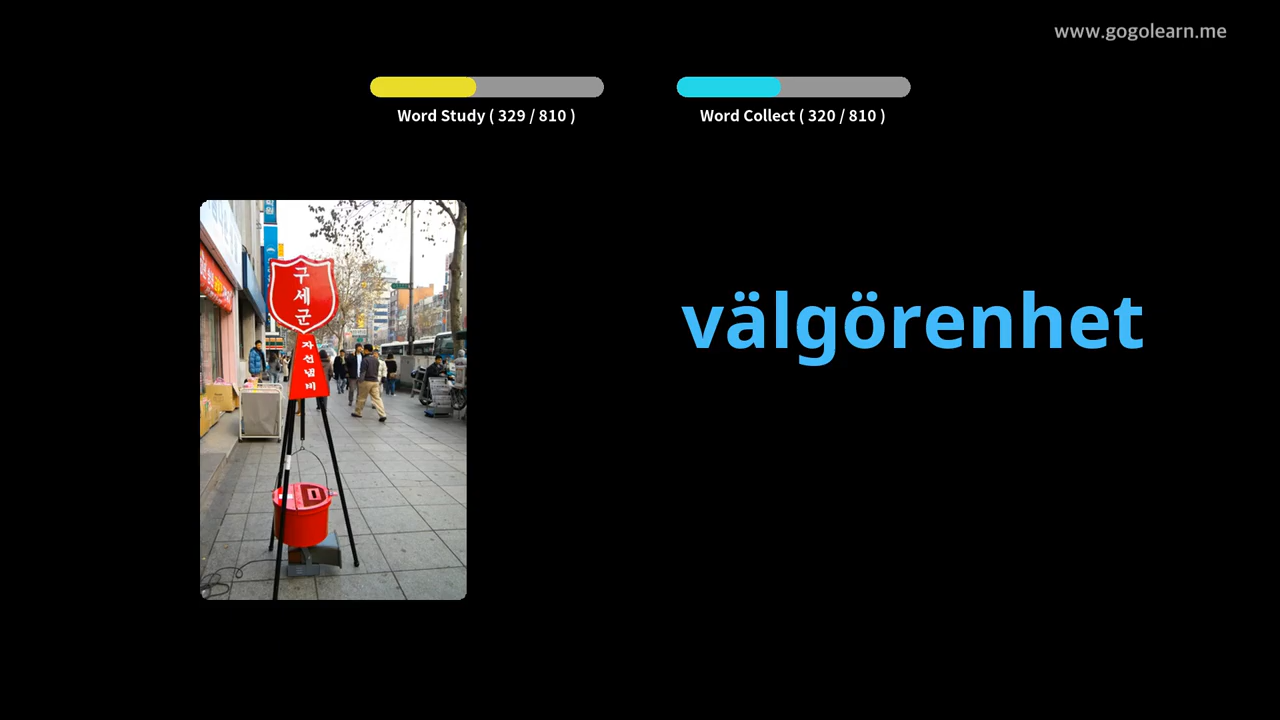 www.gogolearn.me
Word Study ( 329 / 810 )
Word Collect ( 320 / 810 )
구세군
자선냄비
välgörenhet